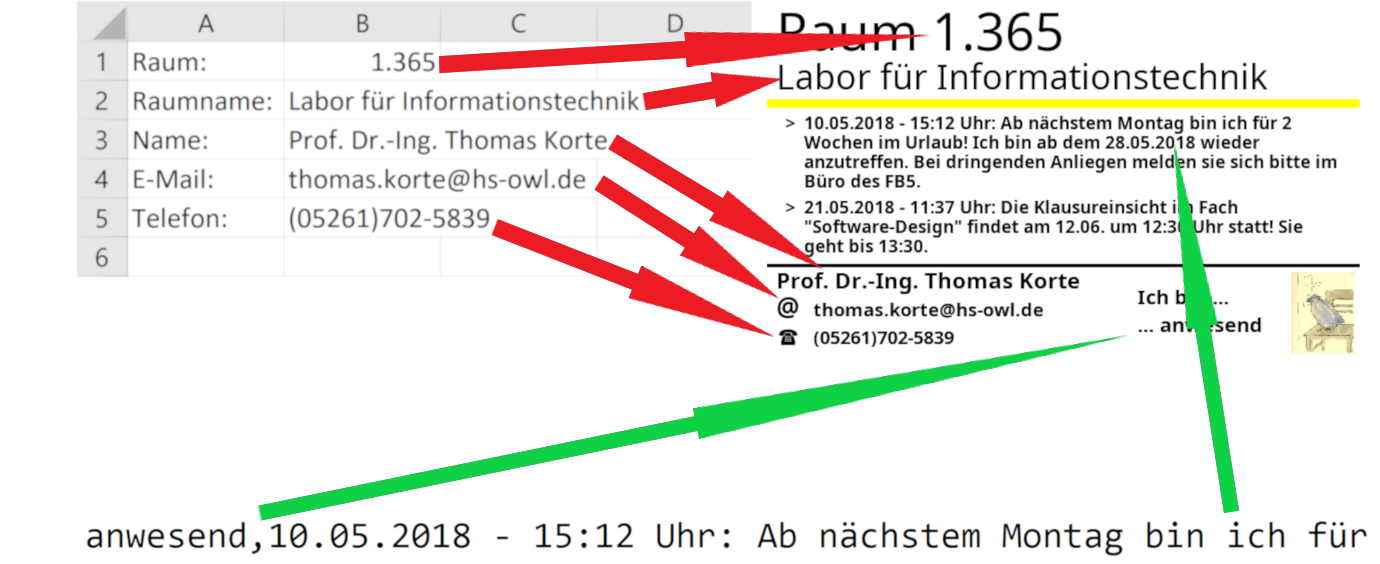 A B C D
1 Raum: 1.365
2 Raumname: Labor für Informationstechnik
3 Name: Prof. Dr.-Ing. Thomas Korte
4 E-Mail: thomas.korte@hs-owl.de
5 Telefon: (05261)702-5839
6
Raum 1.365
Labor für Informationstechnik
> 10.05.2018 - 15:12 Uhr: Ab nächstem Montag bin ich für 2
Wochen im Urlaub! Ich bin ab dem 28.05.2018 wieder
anzutreffen. Bei dringenden Anliegen melden sie sich bitte im
Büro des FB5.
> 21.05.2018 - 11:37 Uhr: Die Klausureinsicht im Fach
"Software-Design" findet am 12.06. um 12:30 Uhr statt! Sie
geht bis 13:30.
Prof. Dr.-Ing. Thomas Korte
@ thomas.korte@hs-owl.de
☎ (05261)702-5839
Ich bin...
... anwesend
anwesend,10.05.2018 - 15:12 Uhr: Ab nächstem Montag bin ich für